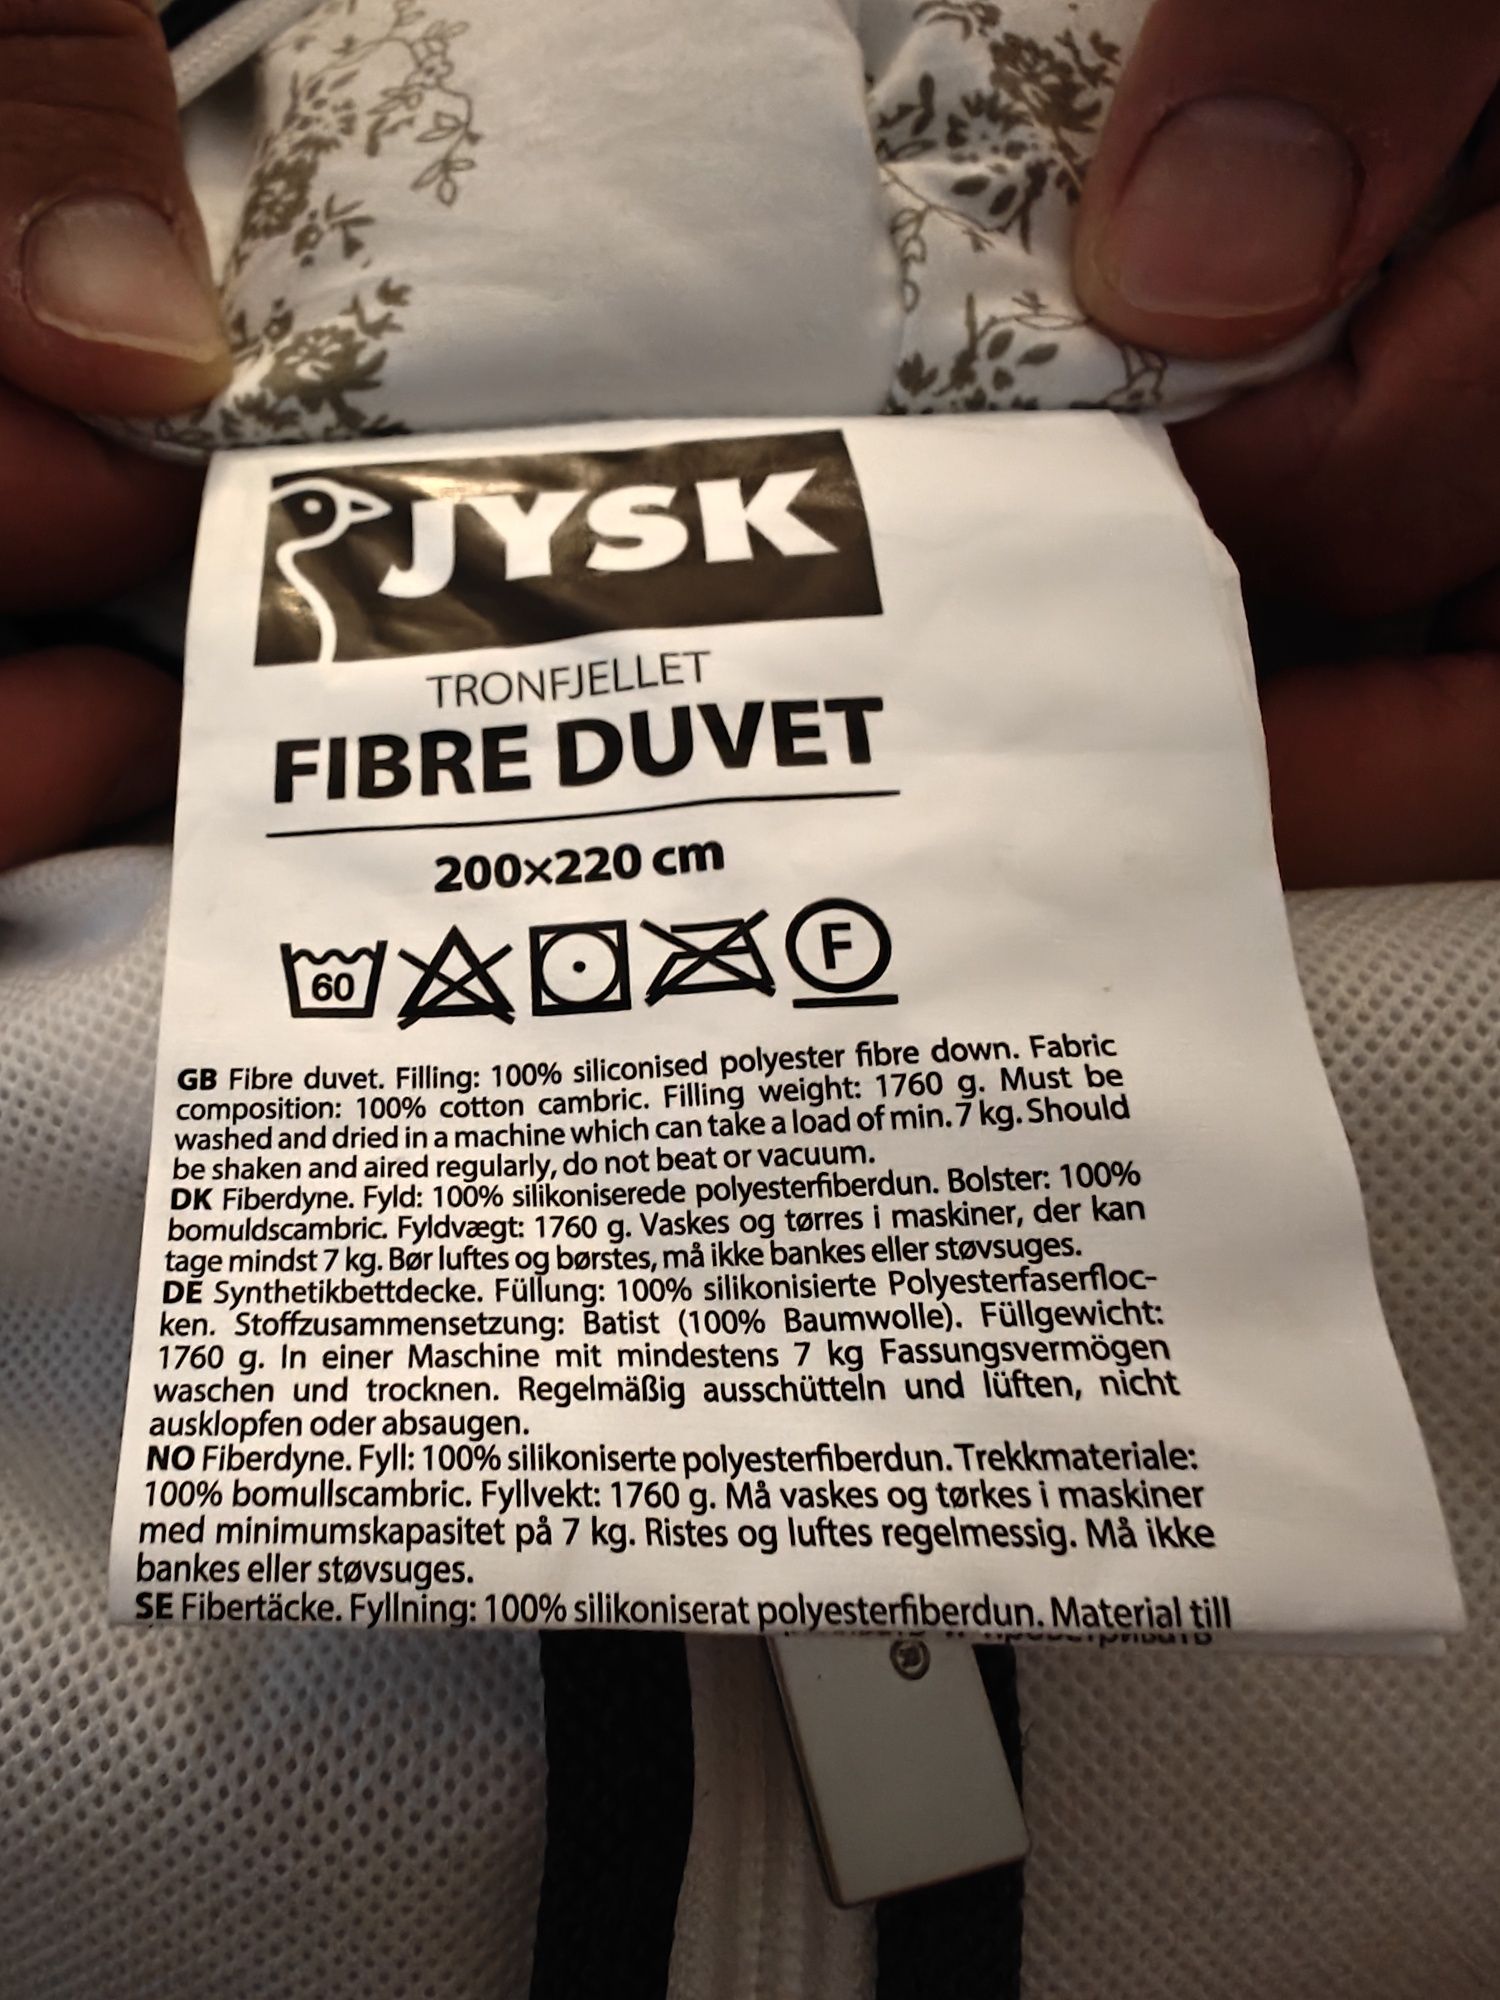 JYSK
TRONFJELLET
FIBRE DUVET
200×220 cm
60
F
GB Fibre duvet. Filling: 100% siliconised polyester fibre down. Fabric
composition: 100% cotton cambric. Filling weight: 1760 g. Must be
washed and dried in a machine which can take a load of min. 7 kg. Should
be shaken and aired regularly, do not beat or vacuum.
DK Fiberdyne. Fyld: 100% silikoniserede polyesterfiberdun. Bolster: 100%
bomuldscambric. Fyldvægt: 1760 g. Vaskes og tørres i maskiner, der kan
tage mindst 7 kg. Bør luftes og børstes, må ikke bankes eller støvsuges.
DE Synthetikbettdecke. Füllung: 100% silikonisierte Polyesterfaserfloc-
ken. Stoffzusammensetzung: Batist (100% Baumwolle). Füllgewicht:
1760 g. In einer Maschine mit mindestens 7 kg Fassungsvermögen
waschen und trocknen. Regelmäßig ausschütteln und lüften, nicht
ausklopfen oder absaugen.
NO Fiberdyne. Fyll: 100% silikoniserte polyesterfiberdun. Trekkmateriale:
100% bomullscambric. Fyllvekt: 1760 g. Må vaskes og tørkes i maskiner
med minimumskapasitet på 7 kg. Ristes og luftes regelmessig. Må ikke
bankes eller støvsuges.
SE Fibertäcke. Fyllning: 100% silikoniserat polyesterfiberdun. Material till